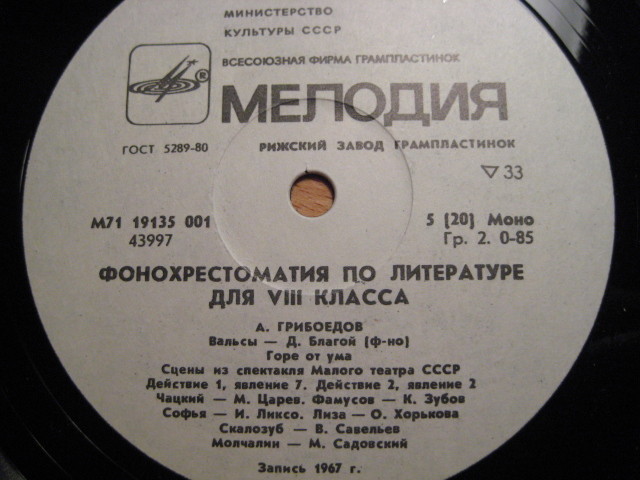 МИНИСТЕРСТВО
КУЛЬТУРЫ СССР
ВСЕСОЮЗНАЯ ФИРМА ГРАМПЛАСТИНОК
®
МЕЛОДИЯ
ГОСТ 5289-80
РИЖСКИЙ ЗАВОД ГРАМПЛАСТИНОК
▽ 33
М71 19135 001
5 (20) Моно
43997
Гр. 2. 0-85
ФОНОХРЕСТОМАТИЯ ПО ЛИТЕРАТУРЕ
ДЛЯ VIII КЛАССА
А. ГРИБОЕДОВ
Вальсы — Д. Благой (ф-но)
Горе от ума
Сцены из спектакля Малого театра СССР
Действие 1, явление 7. Действие 2, явление 2
Чацкий — М. Царев. Фамусов — К. Зубов
Софья — И. Ликсо. Лиза — О. Хорькова
Скалозуб — В. Савельев
Молчалин — М. Садовский
Запись 1967 г.